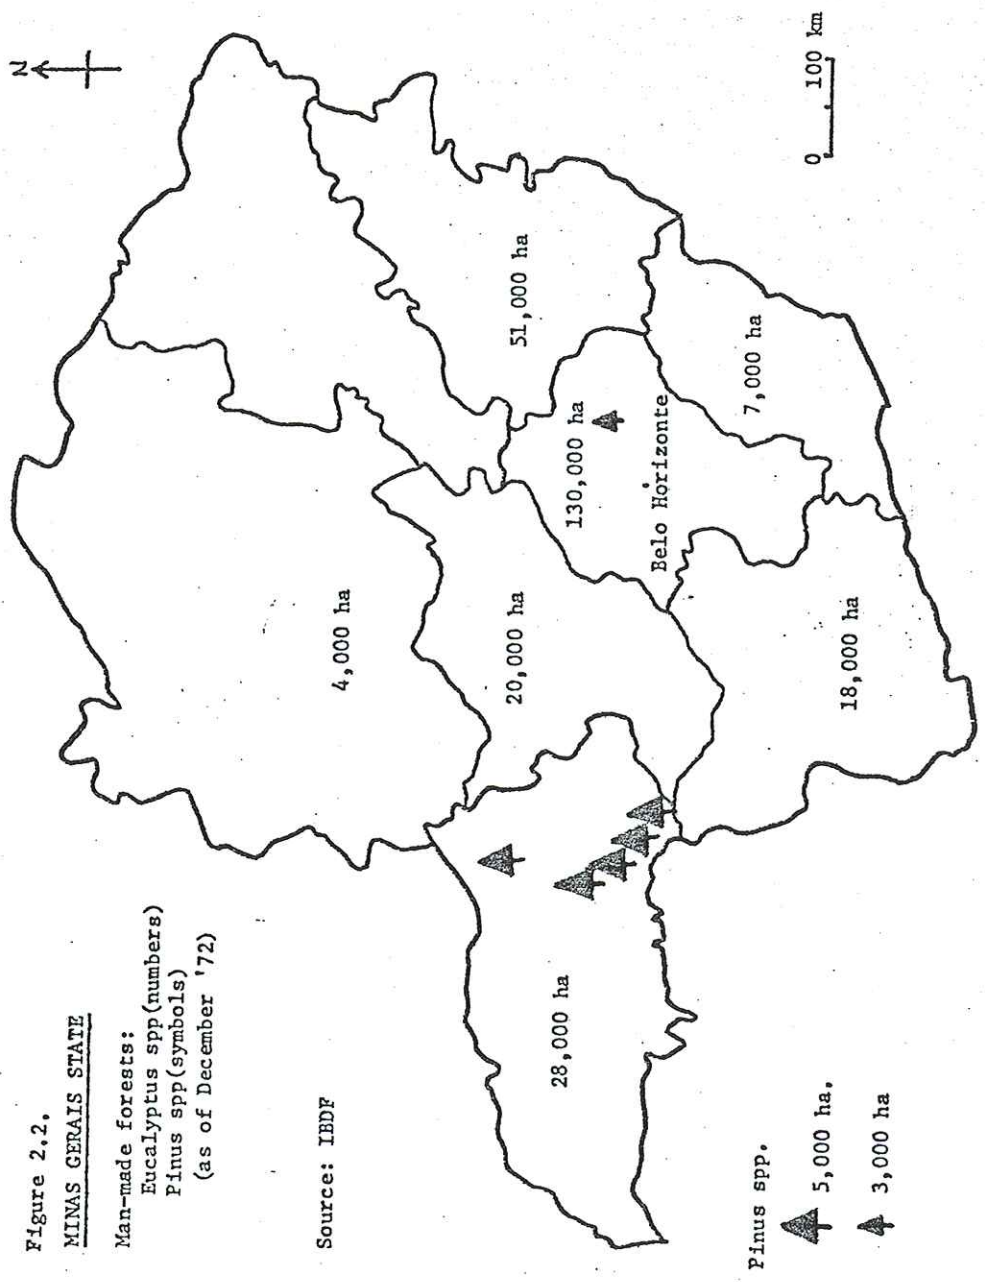 Figure 2.2.
MINAS GERAIS STATE
Man-made forests:
Eucalyptus spp(numbers)
Pinus spp(symbols)
(as of December '72)
Source: IBDF
N
4,000 ha
20,000 ha
28,000 ha
51,000 ha
130,000 ha
Belo Horizonte
7,000 ha
18,000 ha
Pinus spp.
5,000 ha.
3,000 ha
0 100 km